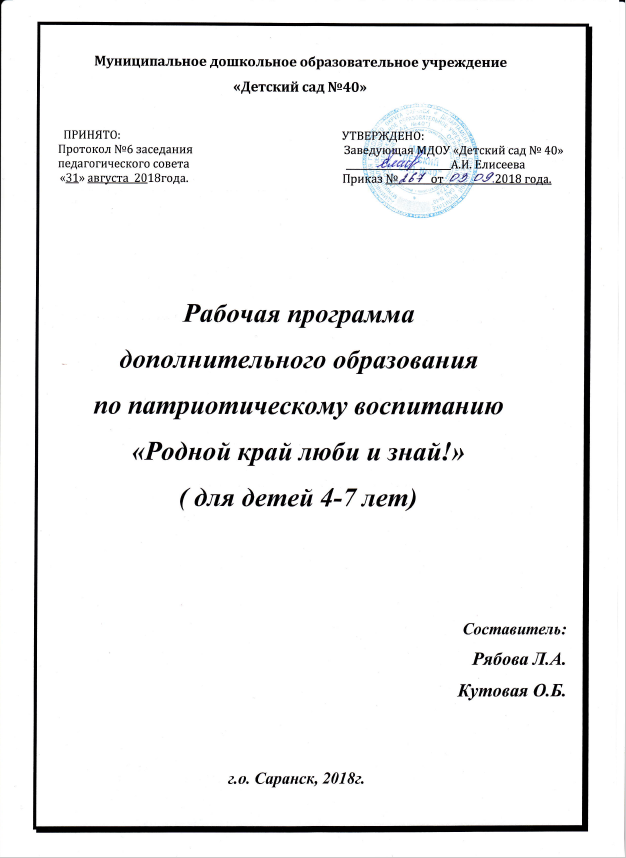 Муниципальное дошкольное образовательное учреждение
«Детский сад №40»
ПРИНЯТО:
Протокол №6 заседания
педагогического совета
«31» августа 2018года.
УТВЕРЖДЕНО:
Заведующая МДОУ «Детский сад № 40»
А.И. Елисеева
Приказ № 267 от 03 09.2018 года.
Рабочая программа
дополнительного образования
по патриотическому воспитанию
«Родной край люби и знай!»
( для детей 4-7 лет)
Составитель:
Рябова Л.А.
Кутовая О.Б.
г.о. Саранск, 2018г.